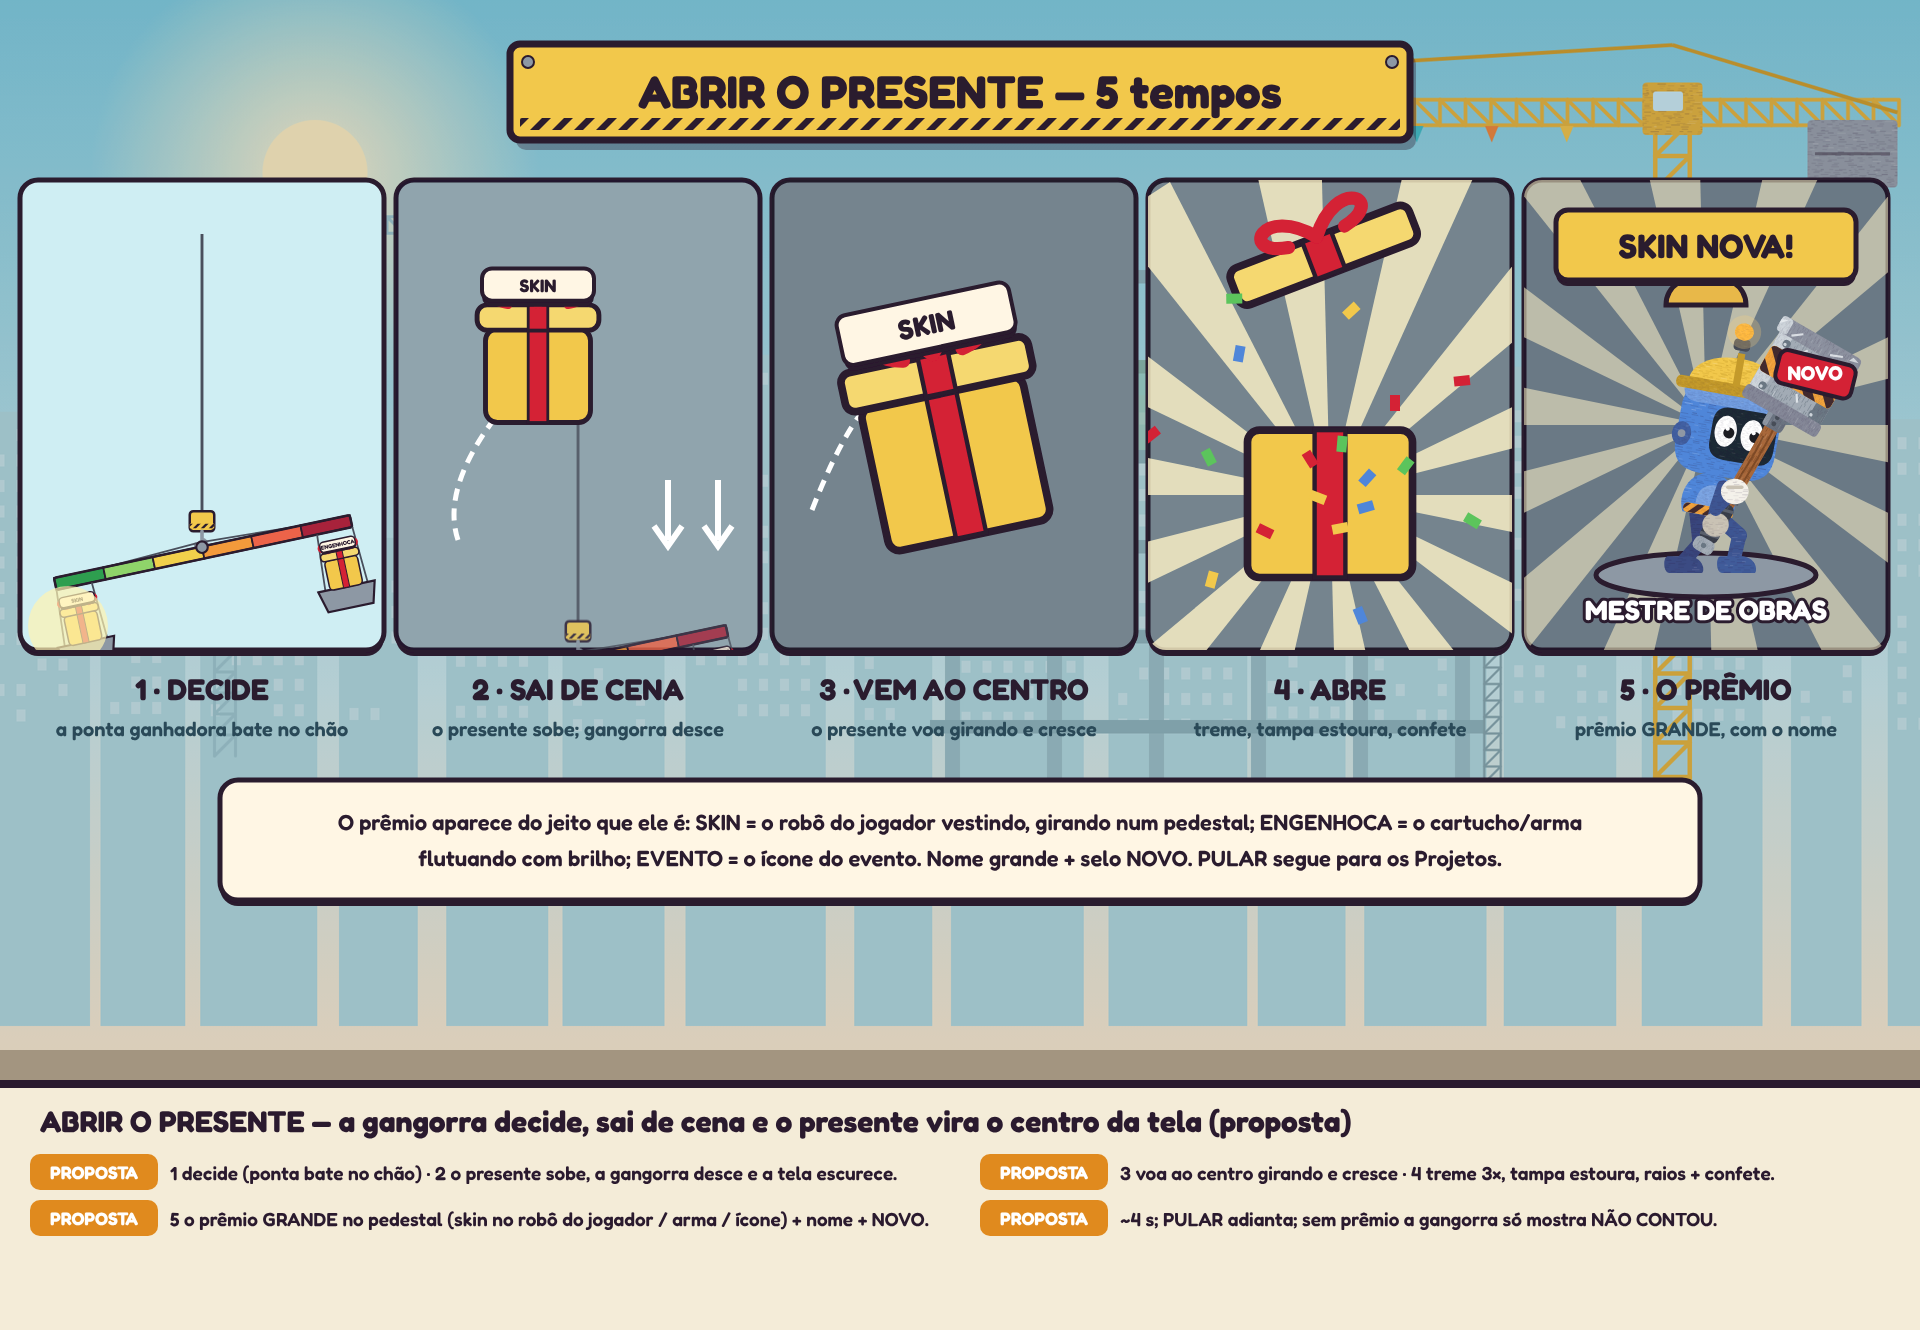 ABRIR O PRESENTE — 5 tempos
ENGENHOCA
SKIN
SKIN
SKIN
SKIN NOVA!
NOVO
MESTRE DE OBRAS
1 · DECIDE
a ponta ganhadora bate no chão
2 · SAI DE CENA
o presente sobe; gangorra desce
3 · VEM AO CENTRO
o presente voa girando e cresce
4 · ABRE
treme, tampa estoura, confete
5 · O PRÊMIO
prêmio GRANDE, com o nome
O prêmio aparece do jeito que ele é: SKIN = o robô do jogador vestindo, girando num pedestal; ENGENHOCA = o cartucho/arma
flutuando com brilho; EVENTO = o ícone do evento. Nome grande + selo NOVO. PULAR segue para os Projetos.
ABRIR O PRESENTE — a gangorra decide, sai de cena e o presente vira o centro da tela (proposta)
PROPOSTA 1 decide (ponta bate no chão) · 2 o presente sobe, a gangorra desce e a tela escurece.
PROPOSTA 3 voa ao centro girando e cresce · 4 treme 3x, tampa estoura, raios + confete.
PROPOSTA 5 o prêmio GRANDE no pedestal (skin no robô do jogador / arma / ícone) + nome + NOVO.
PROPOSTA ~4 s; PULAR adianta; sem prêmio a gangorra só mostra NÃO CONTOU.